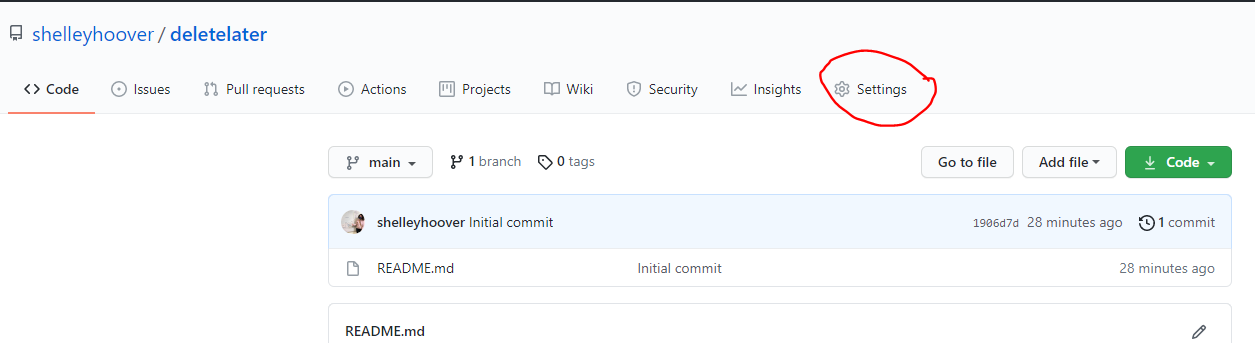 shelleyhoover / deletelater
Code Issues Pull requests Actions Projects Wiki Security Insights Settings
main 1 branch 0 tags Go to file Add file Code
shelleyhoover Initial commit 1906d7d 28 minutes ago 1 commit
README.md Initial commit 28 minutes ago
README.md